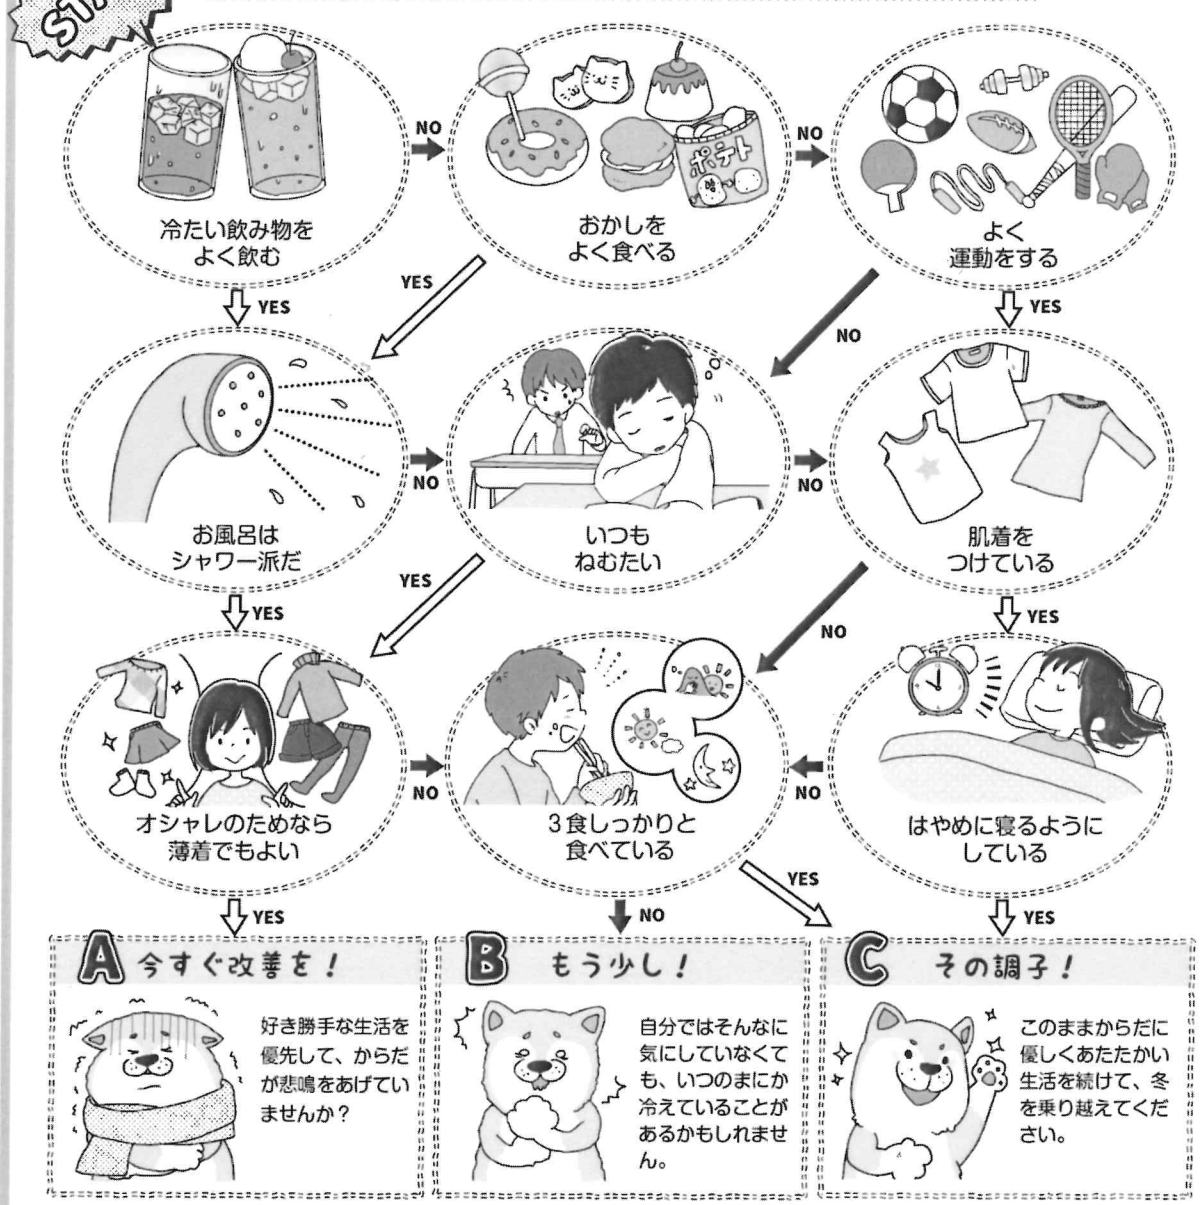 冷たい飲み物を
よく飲む
NO
ポテト
おかしを
よく食べる
NO
よく
運動をする
YES
YES
NO
YES
お風呂は
シャワー派だ
NO
いつも
ねむたい
NO
肌着を
つけている
YES
YES
NO
YES
オシャレのためなら
薄着でもよい
NO
3食しっかりと
食べている
NO
はやめに寝るように
している
YES
NO
YES
YES
A 今すぐ改善を!
好き勝手な生活を
優先して、からだ
が悲鳴をあげてい
ませんか?
B もう少し!
自分ではそんなに
気にしていなくて
も、いつのまにか
冷えていることが
あるかもしれませ
ん。
C その調子!
このままからだに
優しくあたたかい
生活を続けて、冬
を乗り越えてくだ
さい。